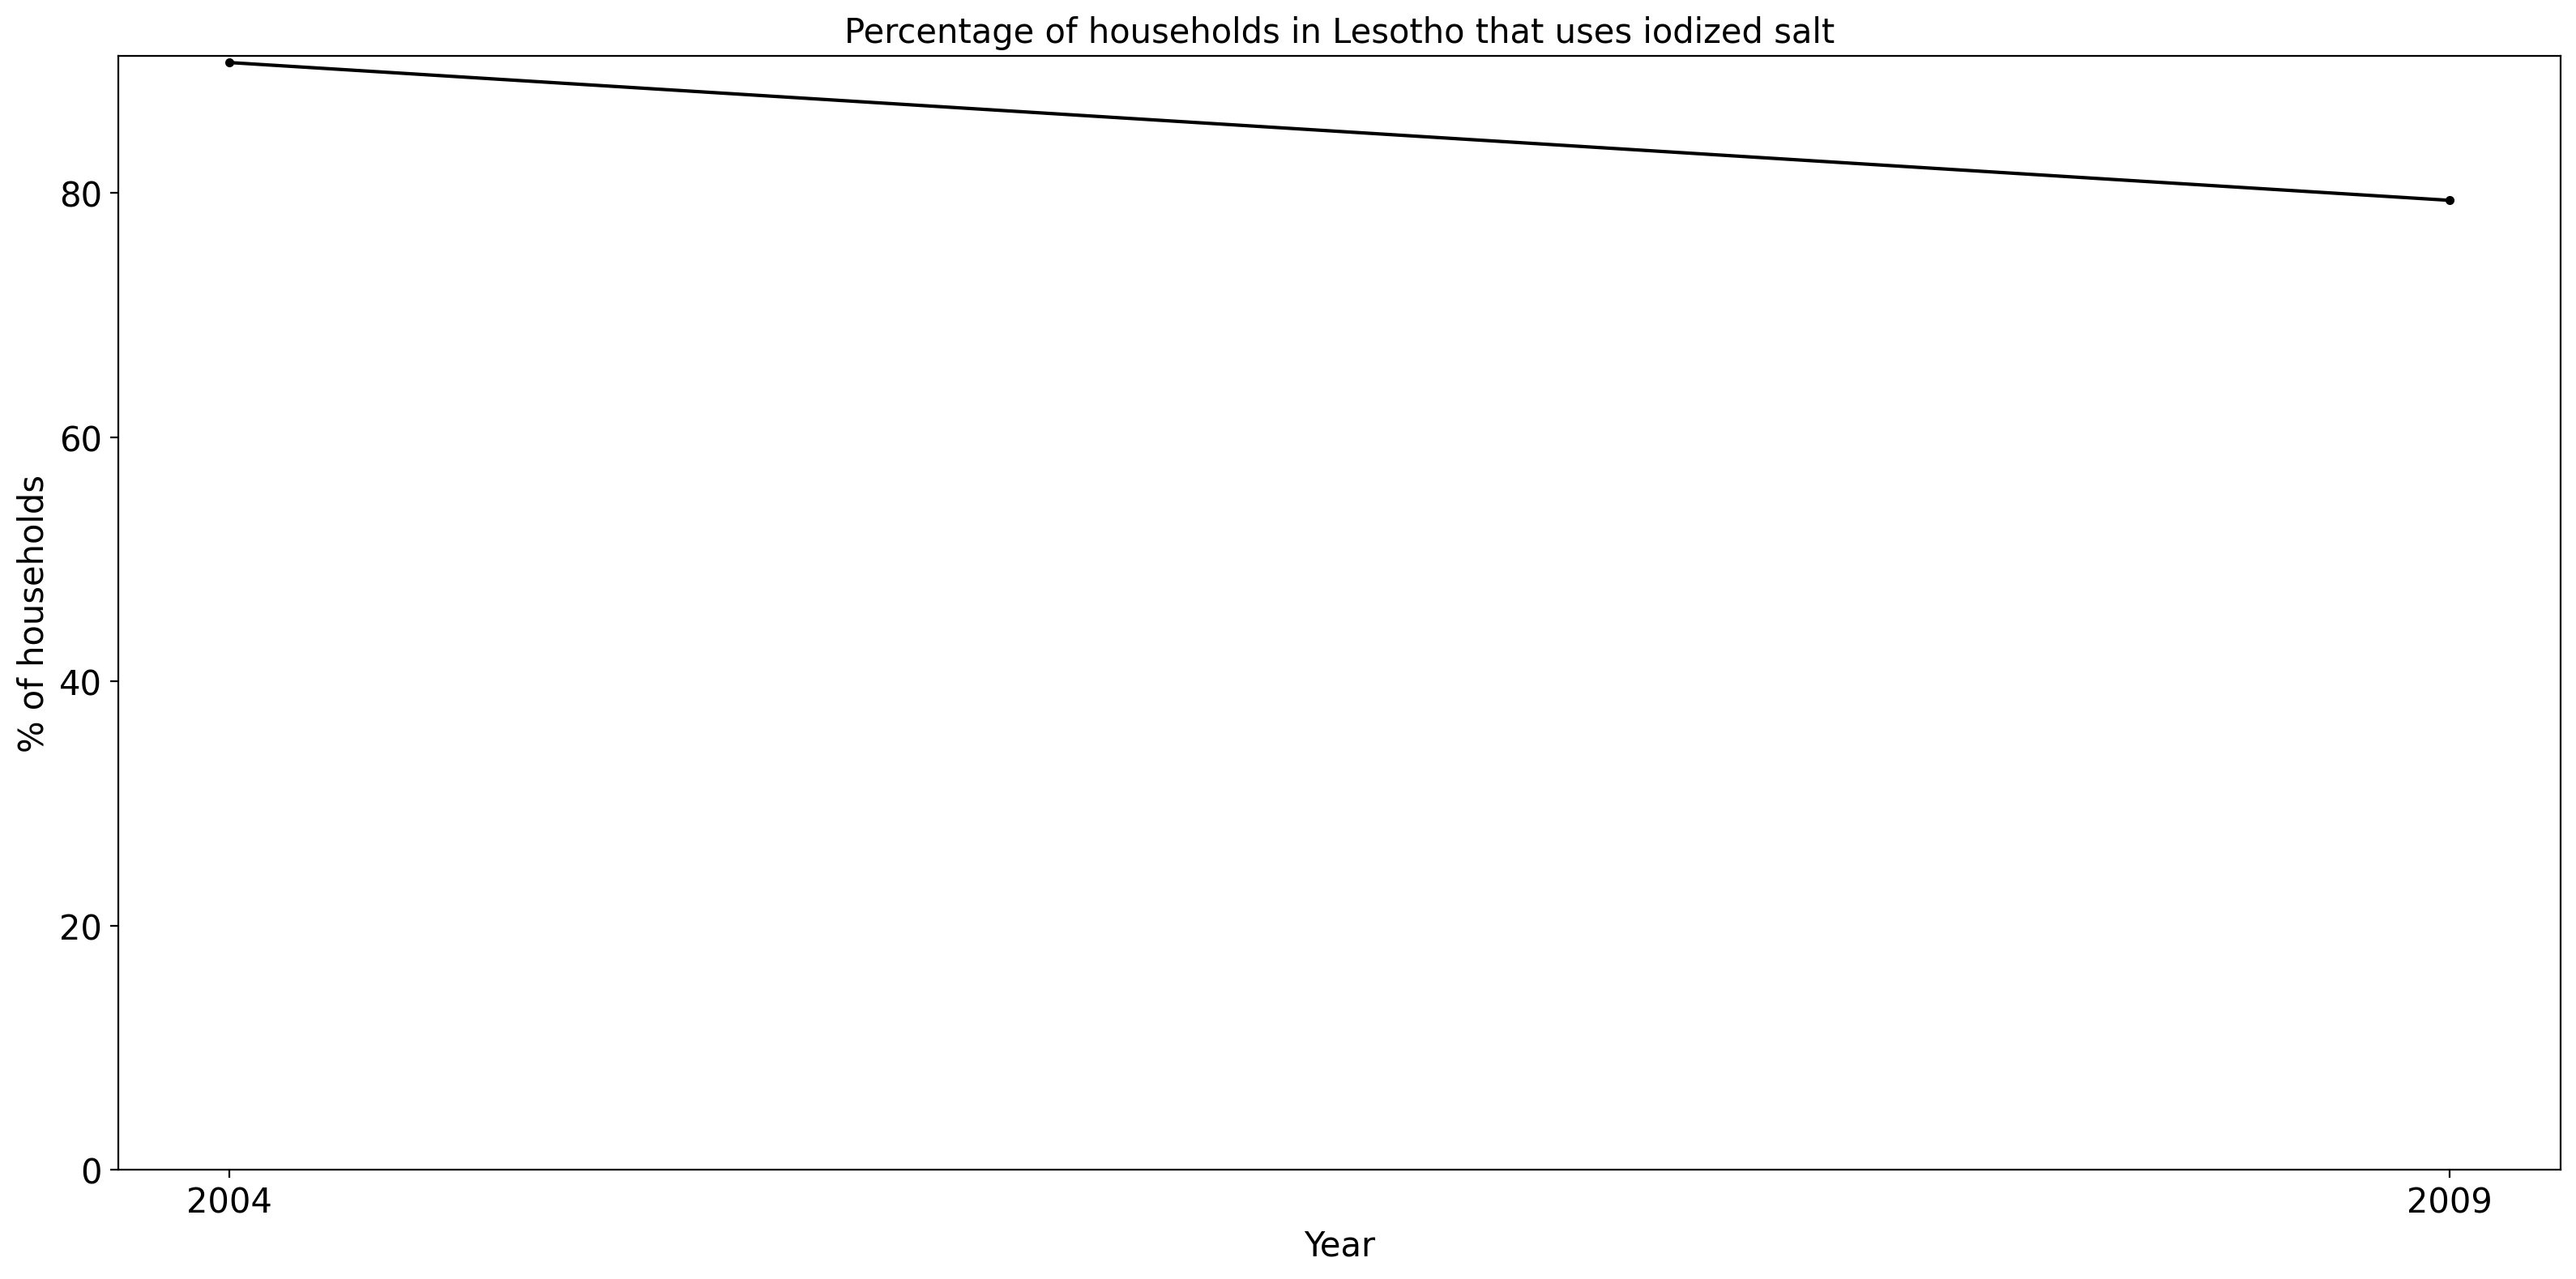 Percentage of households in Lesotho that uses iodized salt
% of households
80
60
40
20
0
2004
2009
Year